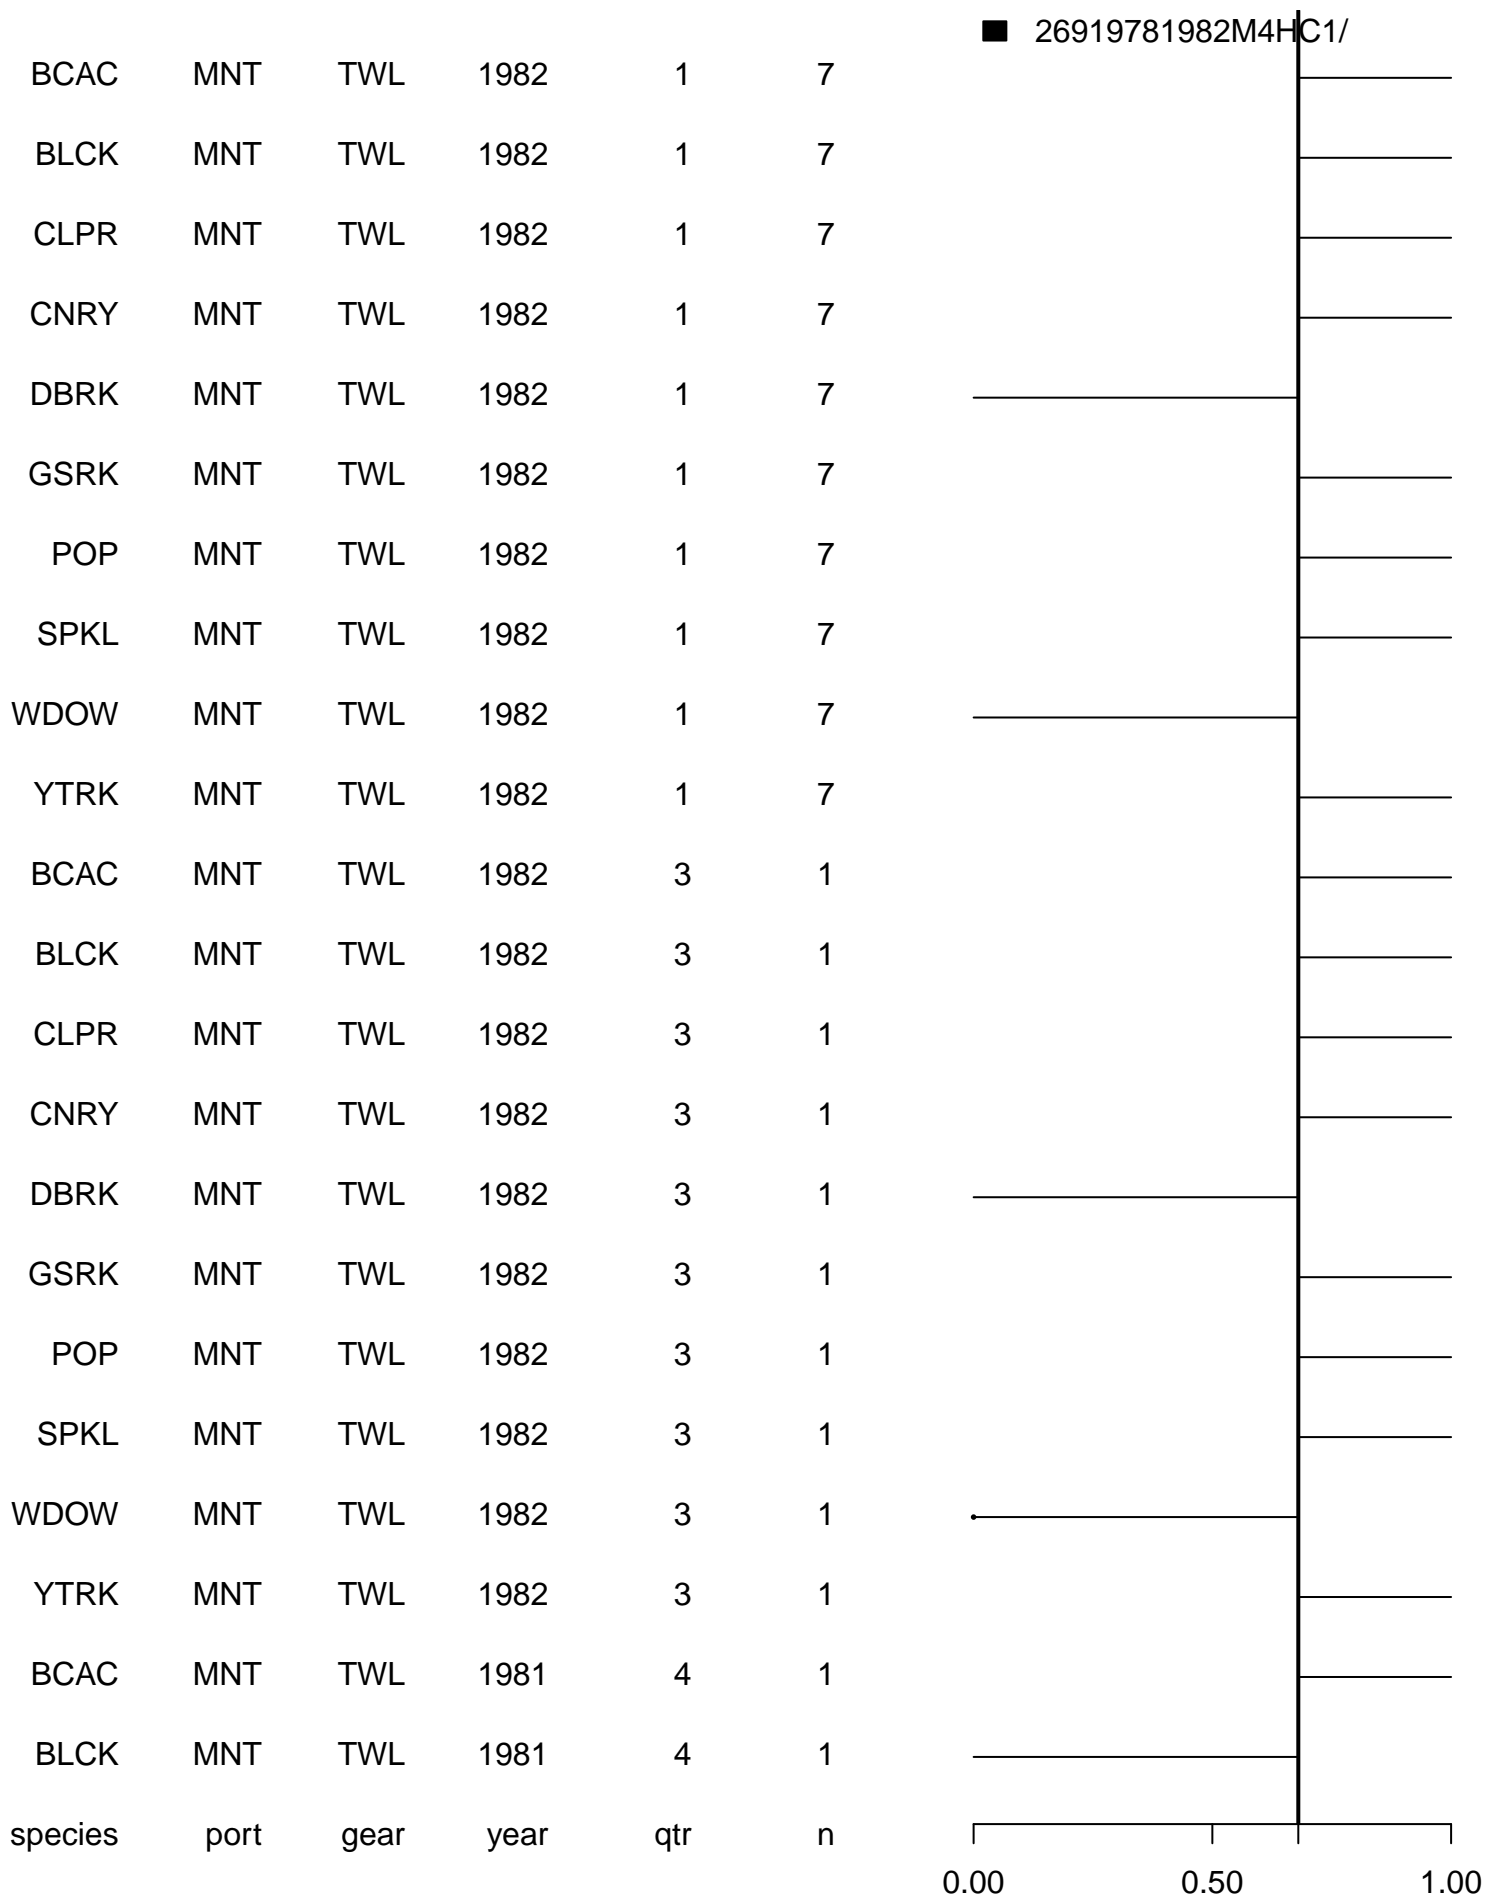 26919781982M4HC1/
BCAC MNT TWL 1982 1 7
BLCK MNT TWL 1982 1 7
CLPR MNT TWL 1982 1 7
CNRY MNT TWL 1982 1 7
DBRK MNT TWL 1982 1 7
GSRK MNT TWL 1982 1 7
POP MNT TWL 1982 1 7
SPKL MNT TWL 1982 1 7
WDOW MNT TWL 1982 1 7
YTRK MNT TWL 1982 1 7
BCAC MNT TWL 1982 3 1
BLCK MNT TWL 1982 3 1
CLPR MNT TWL 1982 3 1
CNRY MNT TWL 1982 3 1
DBRK MNT TWL 1982 3 1
GSRK MNT TWL 1982 3 1
POP MNT TWL 1982 3 1
SPKL MNT TWL 1982 3 1
WDOW MNT TWL 1982 3 1
YTRK MNT TWL 1982 3 1
BCAC MNT TWL 1981 4 1
BLCK MNT TWL 1981 4 1
species port gear year qtr n
0.00 0.50 1.00